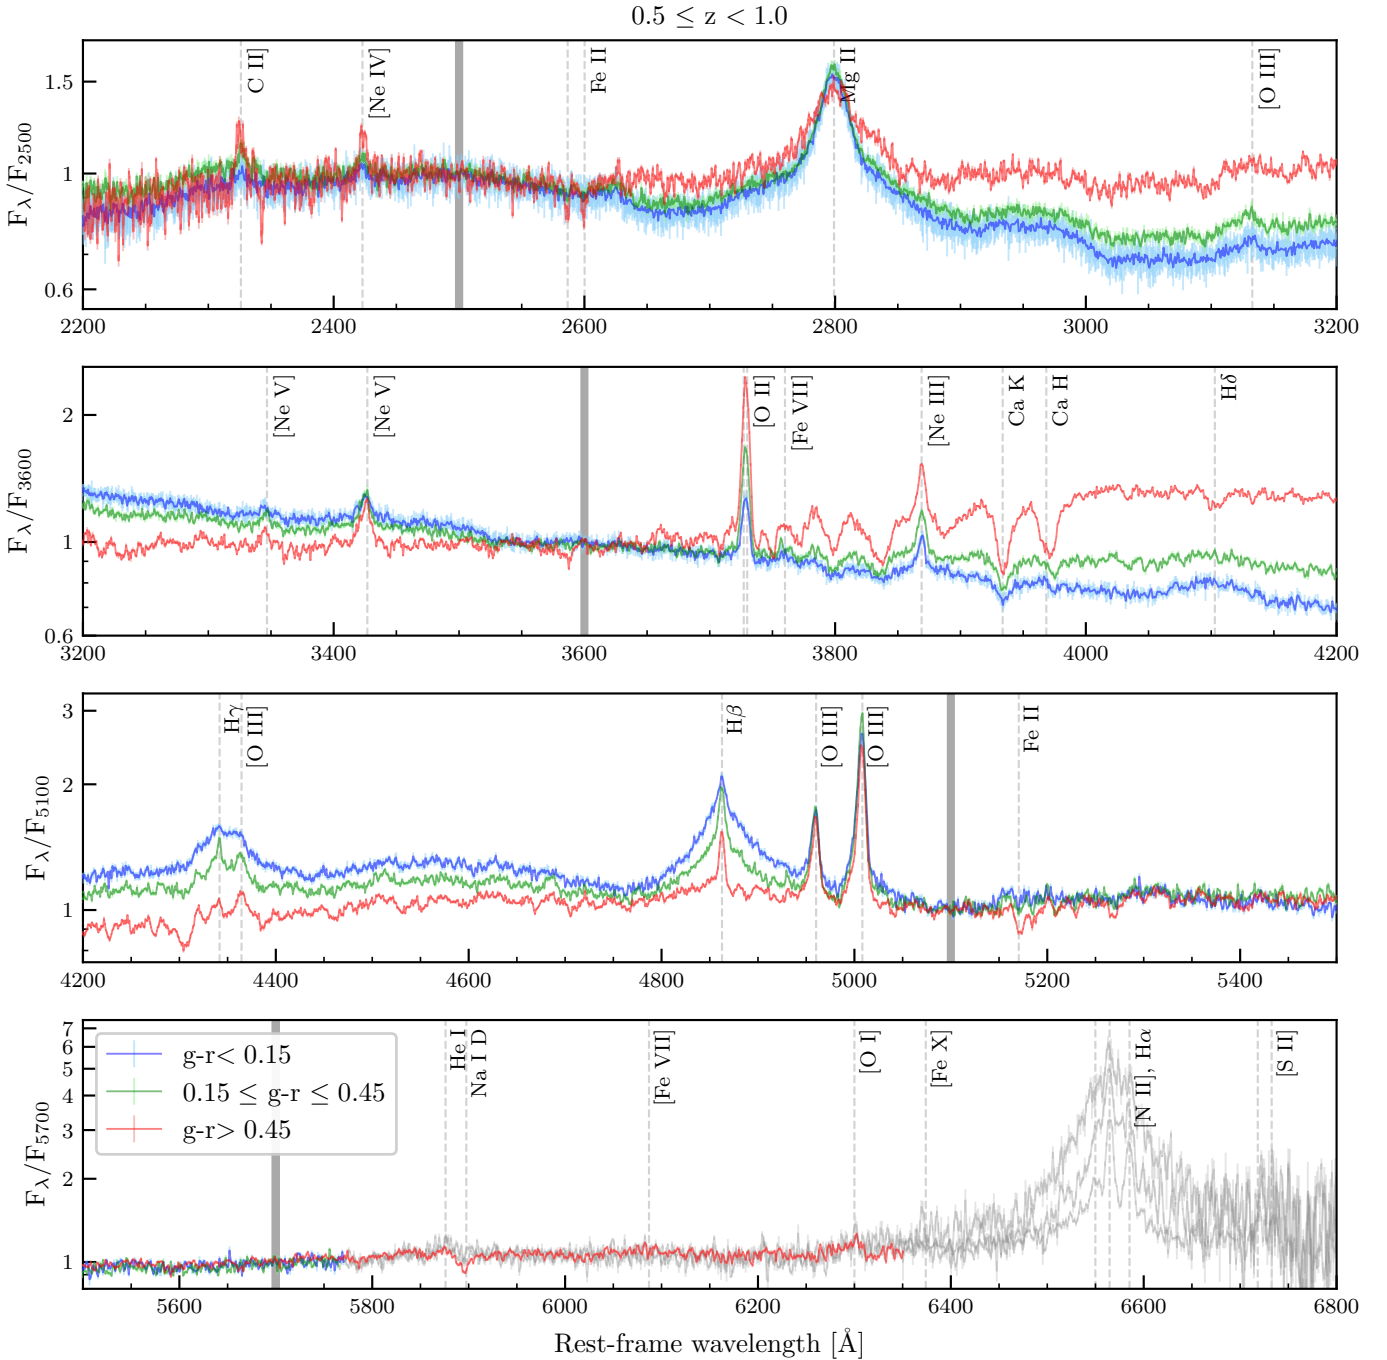 0.5 ≤ z < 1.0
F_λ/F_2500
1.5
1
0.6
C II]
[Ne IV]
Fe II
Mg II
[O III]
2200 2400 2600 2800 3000 3200
F_λ/F_3600
2
1
0.6
[Ne V]
[Ne V]
[O II]
[Fe VII]
[Ne III]
Ca K
Ca H
Hδ
3200 3400 3600 3800 4000 4200
F_λ/F_5100
3
2
1
Hγ
[O III]
Hβ
[O III]
[O III]
Fe II
4200 4400 4600 4800 5000 5200 5400
F_λ/F_5700
7
6
5
4
3
2
1
g-r< 0.15
0.15 ≤ g-r ≤ 0.45
g-r> 0.45
He I
Na I D
[Fe VII]
[O I]
[Fe X]
[N II], Hα
[S II]
5600 5800 6000 6200 6400 6600 6800
Rest-frame wavelength [Å]